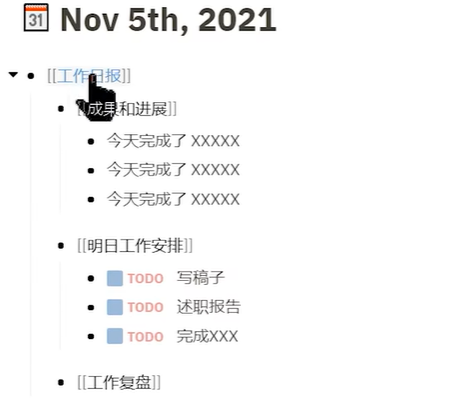 31 Nov 5th, 2021
[[工作日报]]
[[成果和进展]]
今天完成了 XXXXX
今天完成了 XXXXX
今天完成了 XXXXX
[[明日工作安排]]
TODO 写稿子
TODO 述职报告
TODO 完成XXX
[[工作复盘]]